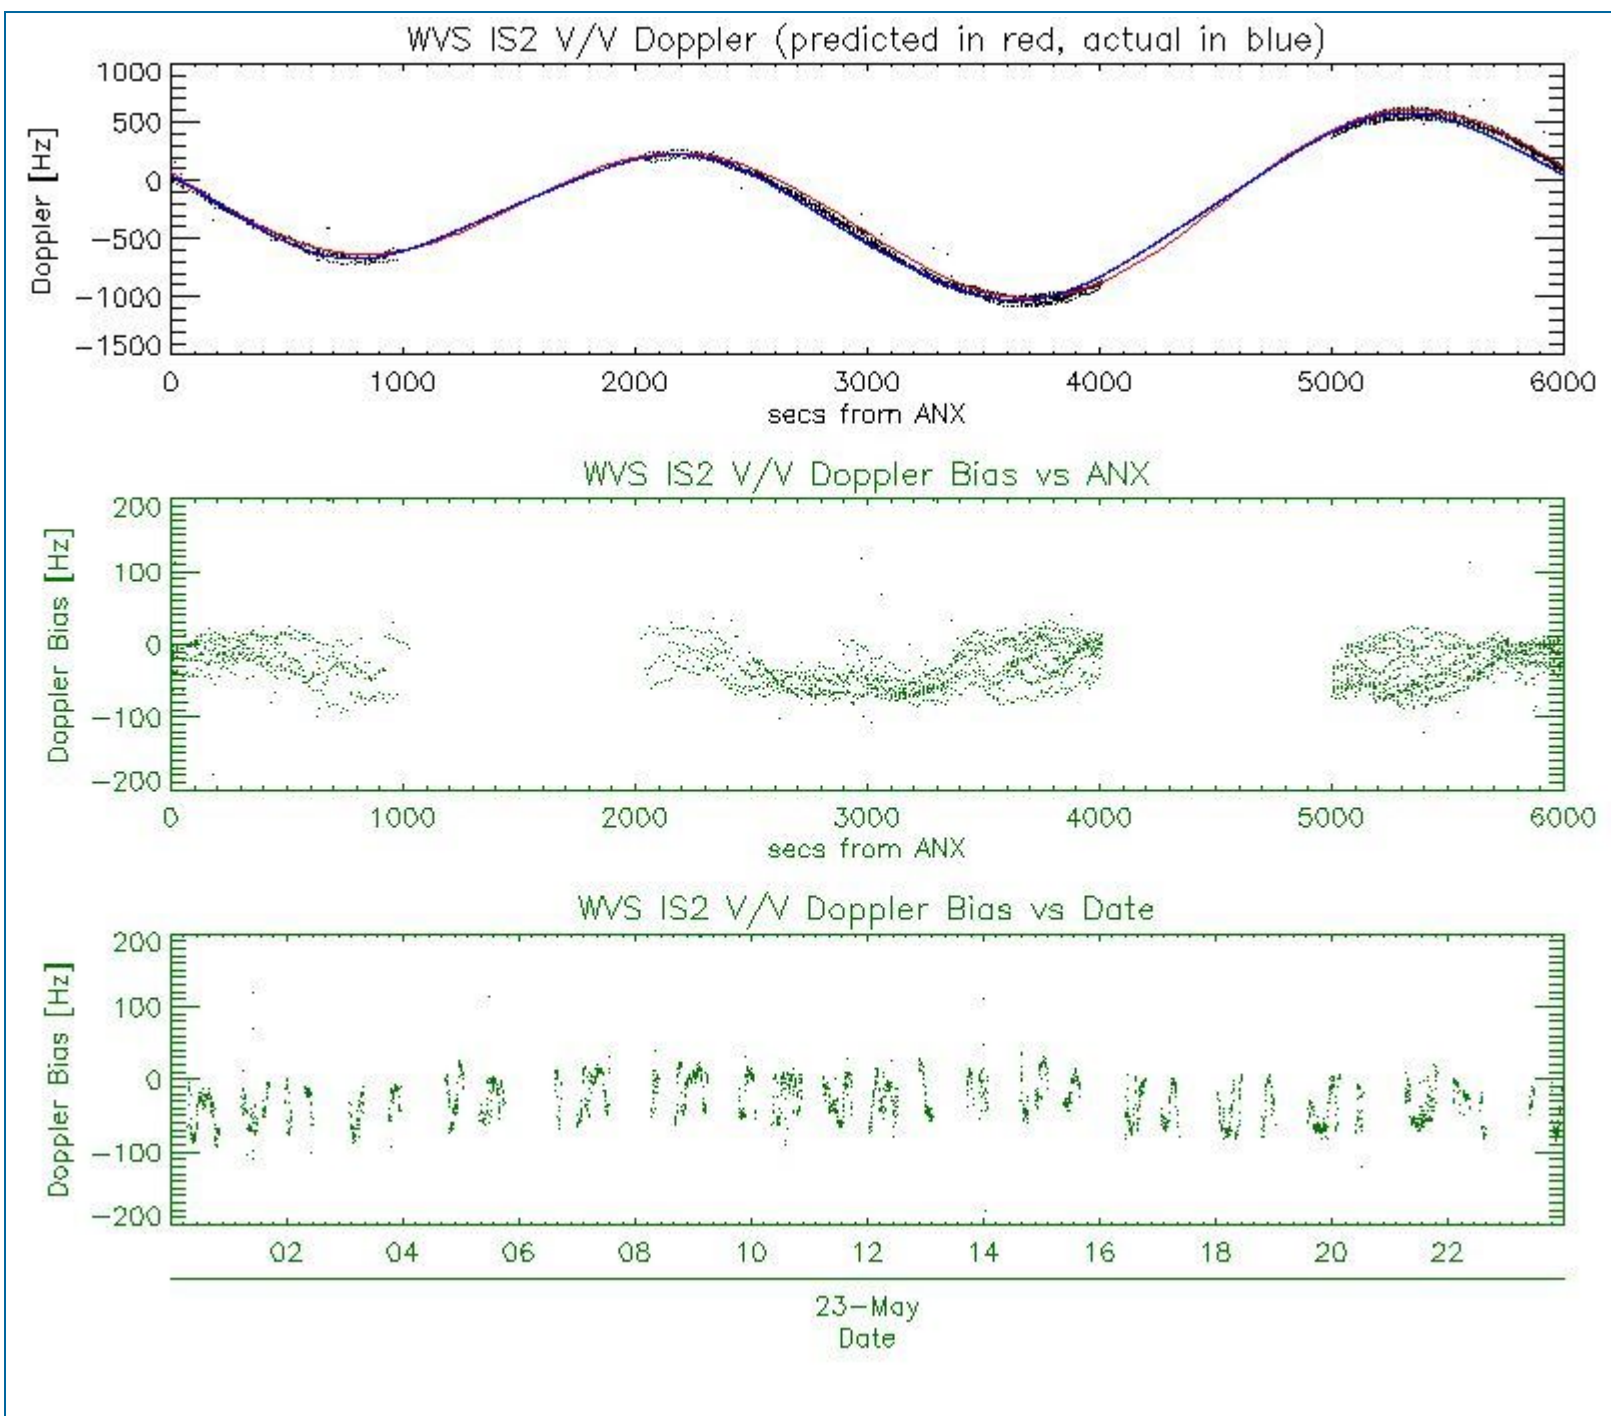 WVS IS2 V/V Doppler (predicted in red, actual in blue)
Doppler [Hz]
1000
500
0
-500
-1000
-1500
0 1000 2000 3000 4000 5000 6000
secs from ANX
WVS IS2 V/V Doppler Bias vs ANX
Doppler Bias [Hz]
200
100
0
-100
-200
0 1000 2000 3000 4000 5000 6000
secs from ANX
WVS IS2 V/V Doppler Bias vs Date
Doppler Bias [Hz]
200
100
0
-100
-200
02 04 06 08 10 12 14 16 18 20 22
23-May
Date